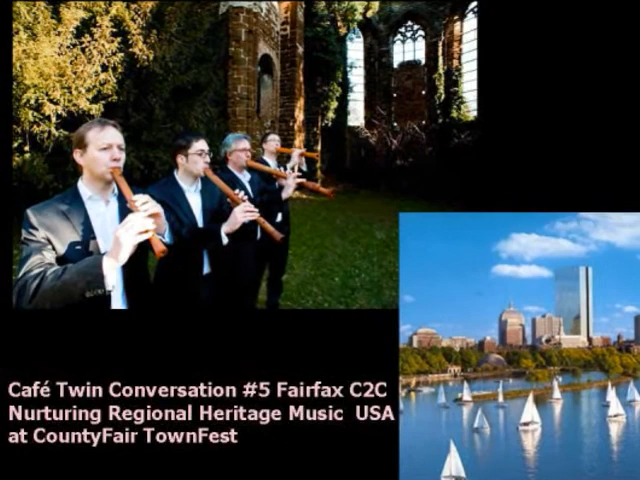 Café Twin Conversation #5 Fairfax C2C
Nurturing Regional Heritage Music  USA
at CountyFair TownFest